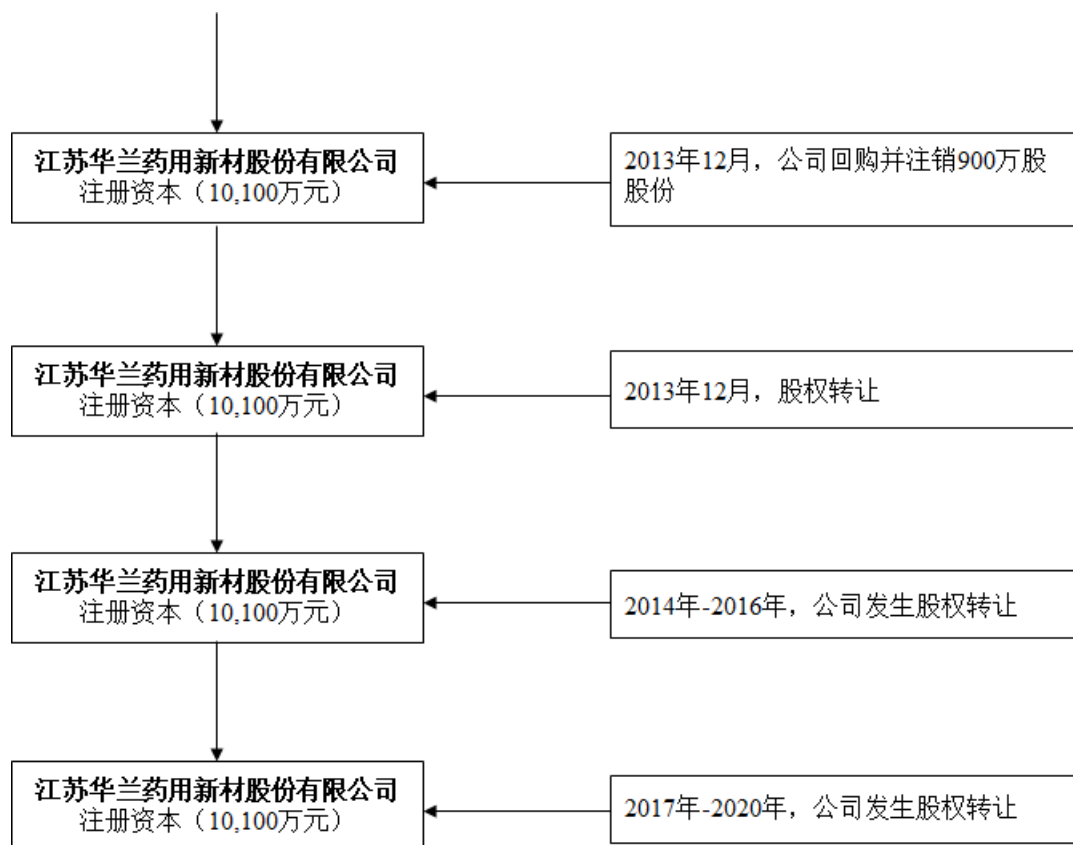 江苏华兰药用新材股份有限公司
注册资本（10,100万元）
2013年12月，公司回购并注销900万股
股份
江苏华兰药用新材股份有限公司
注册资本（10,100万元）
2013年12月，股权转让
江苏华兰药用新材股份有限公司
注册资本（10,100万元）
2014年-2016年，公司发生股权转让
江苏华兰药用新材股份有限公司
注册资本（10,100万元）
2017年-2020年，公司发生股权转让